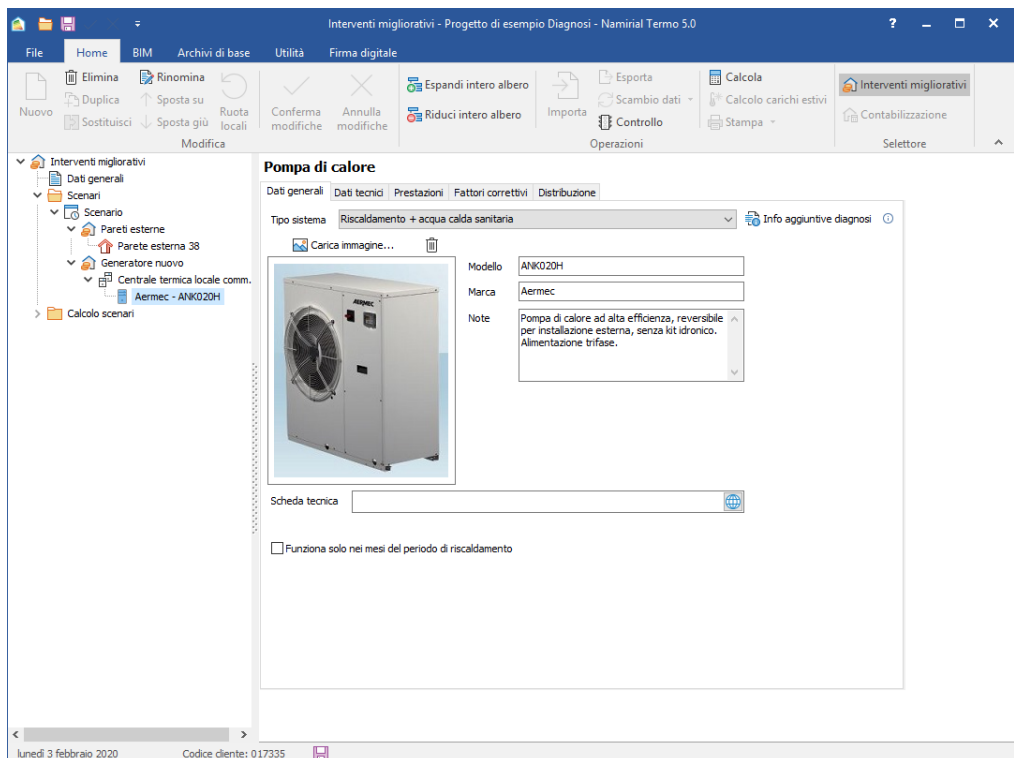 Interventi migliorativi - Progetto di esempio Diagnosi - Namirial Termo 5.0
File Home BIM Archivi di base Utilità Firma digitale
Nuovo
Elimina
Duplica
Sostituisci
Rinomina
Sposta su
Sposta giù
Ruota locali
Modifica
Conferma modifiche
Annulla modifiche
Espandi intero albero
Riduci intero albero
Importa
Esporta
Scambio dati
Controllo
Operazioni
Calcola
Calcolo carichi estivi
Stampa
Interventi migliorativi
Contabilizzazione
Selettore
Interventi migliorativi
Dati generali
Scenari
Scenario
Pareti esterne
Parete esterna 38
Generatore nuovo
Centrale termica locale comm.
Aermec - ANK020H
Calcolo scenari
Pompa di calore
Dati generali Dati tecnici Prestazioni Fattori correttivi Distribuzione
Tipo sistema Riscaldamento + acqua calda sanitaria Info aggiuntive diagnosi
Carica immagine...
AERMEC
Modello ANK020H
Marca Aermec
Note Pompa di calore ad alta efficienza, reversibile
per installazione esterna, senza kit idronico.
Alimentazione trifase.
Scheda tecnica
Funziona solo nei mesi del periodo di riscaldamento
lunedì 3 febbraio 2020 Codice cliente: 017335